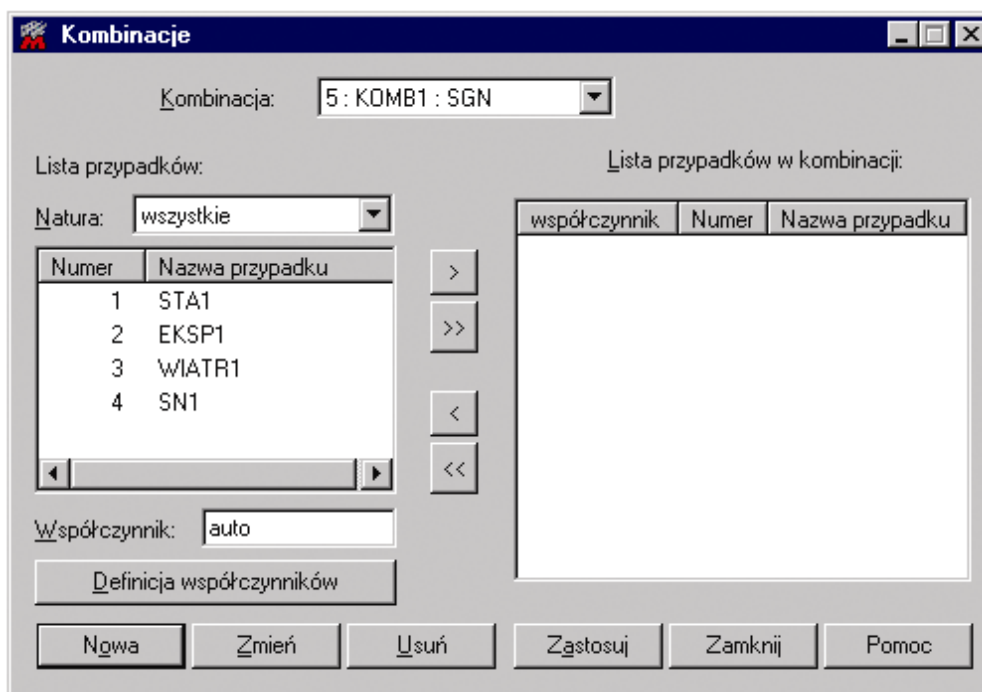 Kombinacje
Kombinacja: 5 : KOMB1 : SGN
Lista przypadków:
Natura: wszystkie
Numer Nazwa przypadku
1 STA1
2 EKSP1
3 WIATR1
4 SN1
Współczynnik: auto
Definicja współczynników
>
>>
<
<<
Lista przypadków w kombinacji:
współczynnik Numer Nazwa przypadku
Nowa Zmień Usuń Zastosuj Zamknij Pomoc